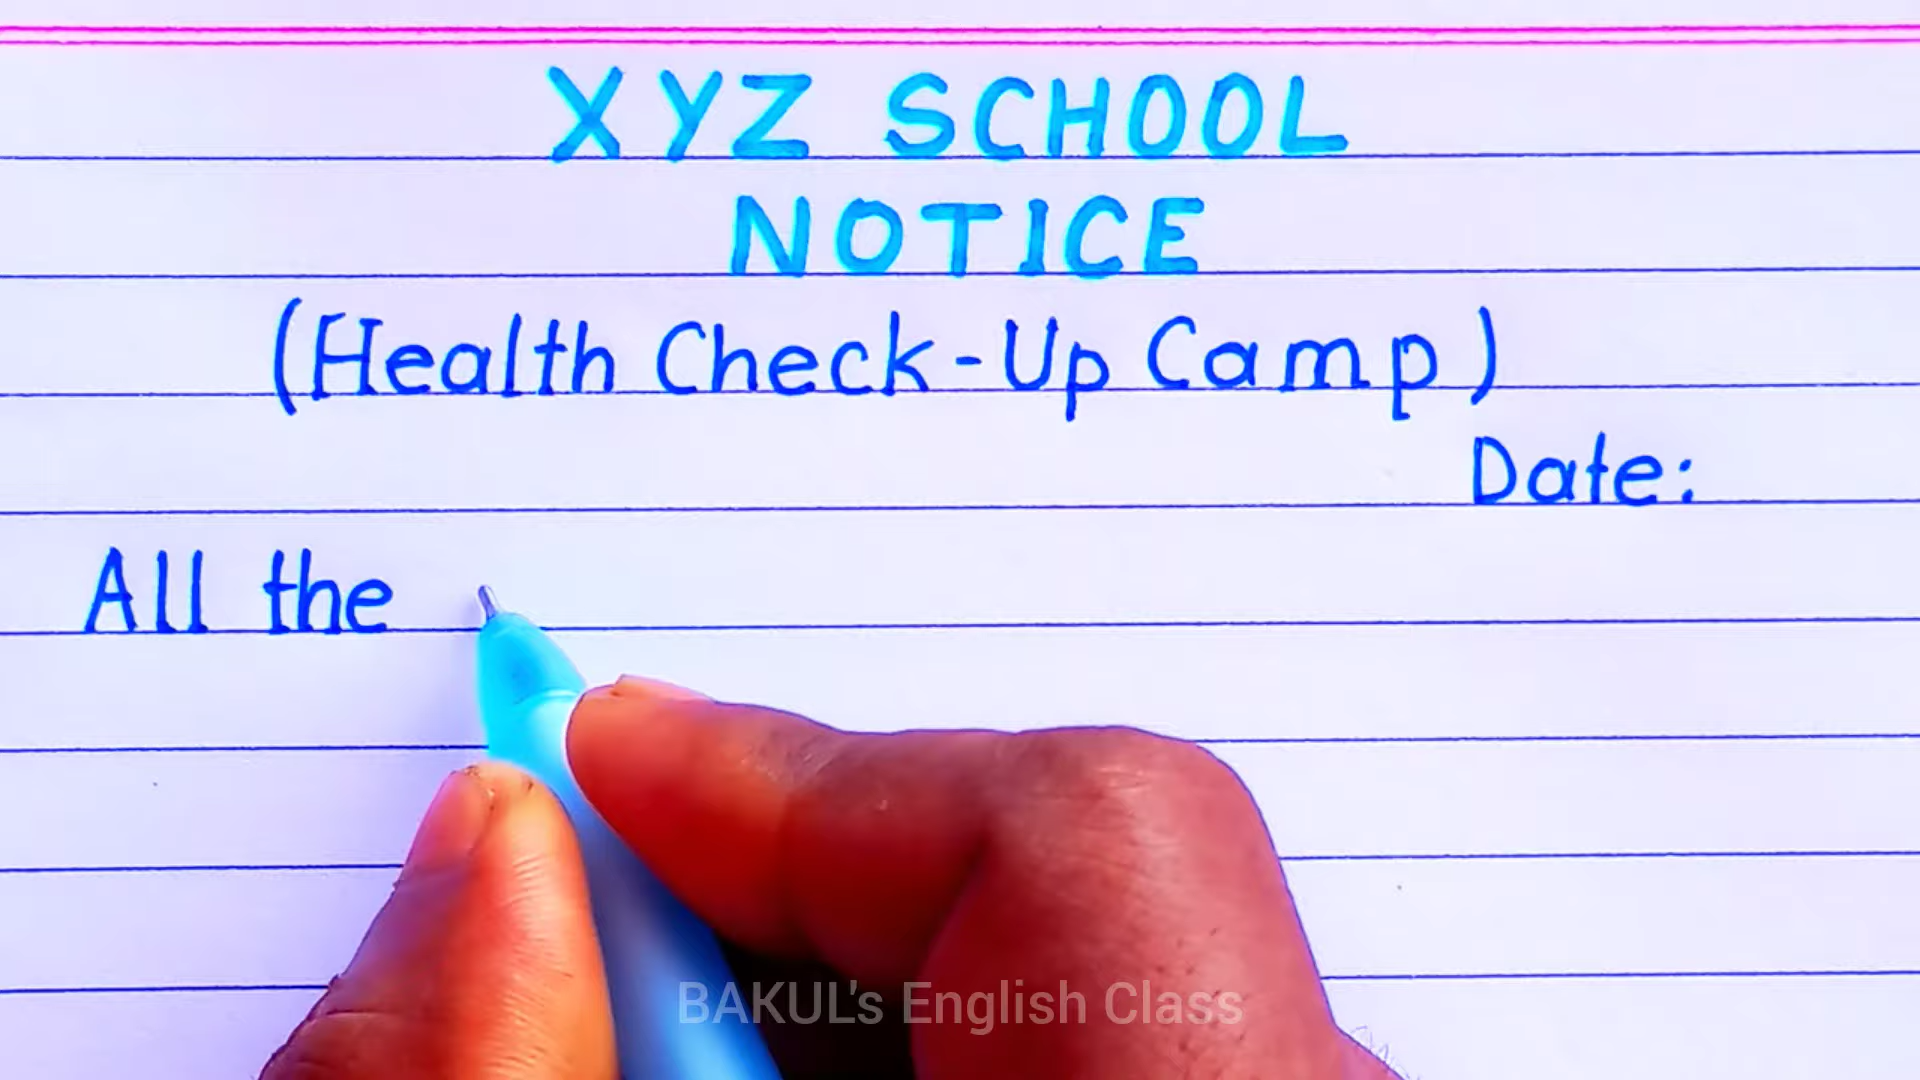 XYZ SCHOOL
NOTICE
(Health Check-Up Camp)
Date:
All the
BAKUL's English Class